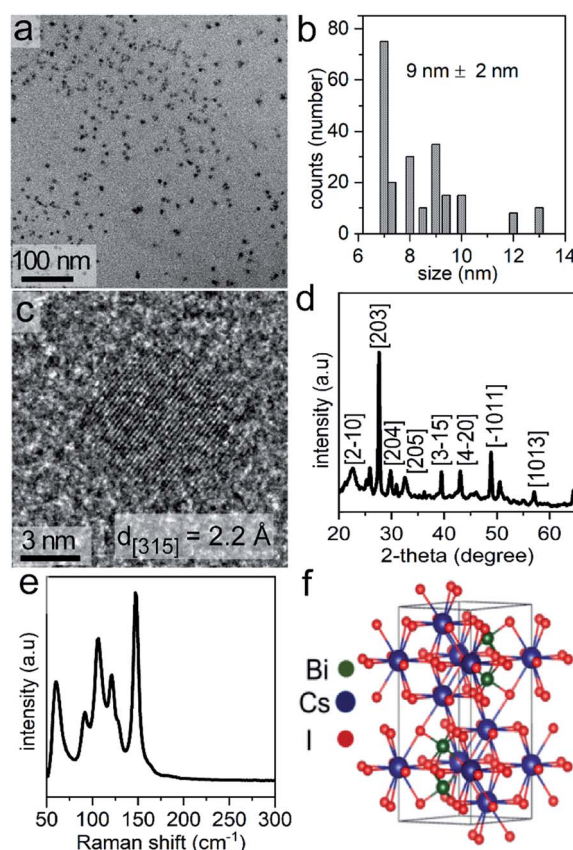 a
100 nm
b
9 nm ± 2 nm
counts (number)
80
60
40
20
0
6 8 10 12 14
size (nm)
c
3 nm
d[315] = 2.2 Å
d
[2-10]
[203]
[204]
[205]
[3-15]
[4-20]
[-1011]
[1013]
intensity (a.u)
20 30 40 50 60
2-theta (degree)
e
intensity (a.u)
50 100 150 200 250 300
Raman shift (cm⁻¹)
f
Bi
Cs
I